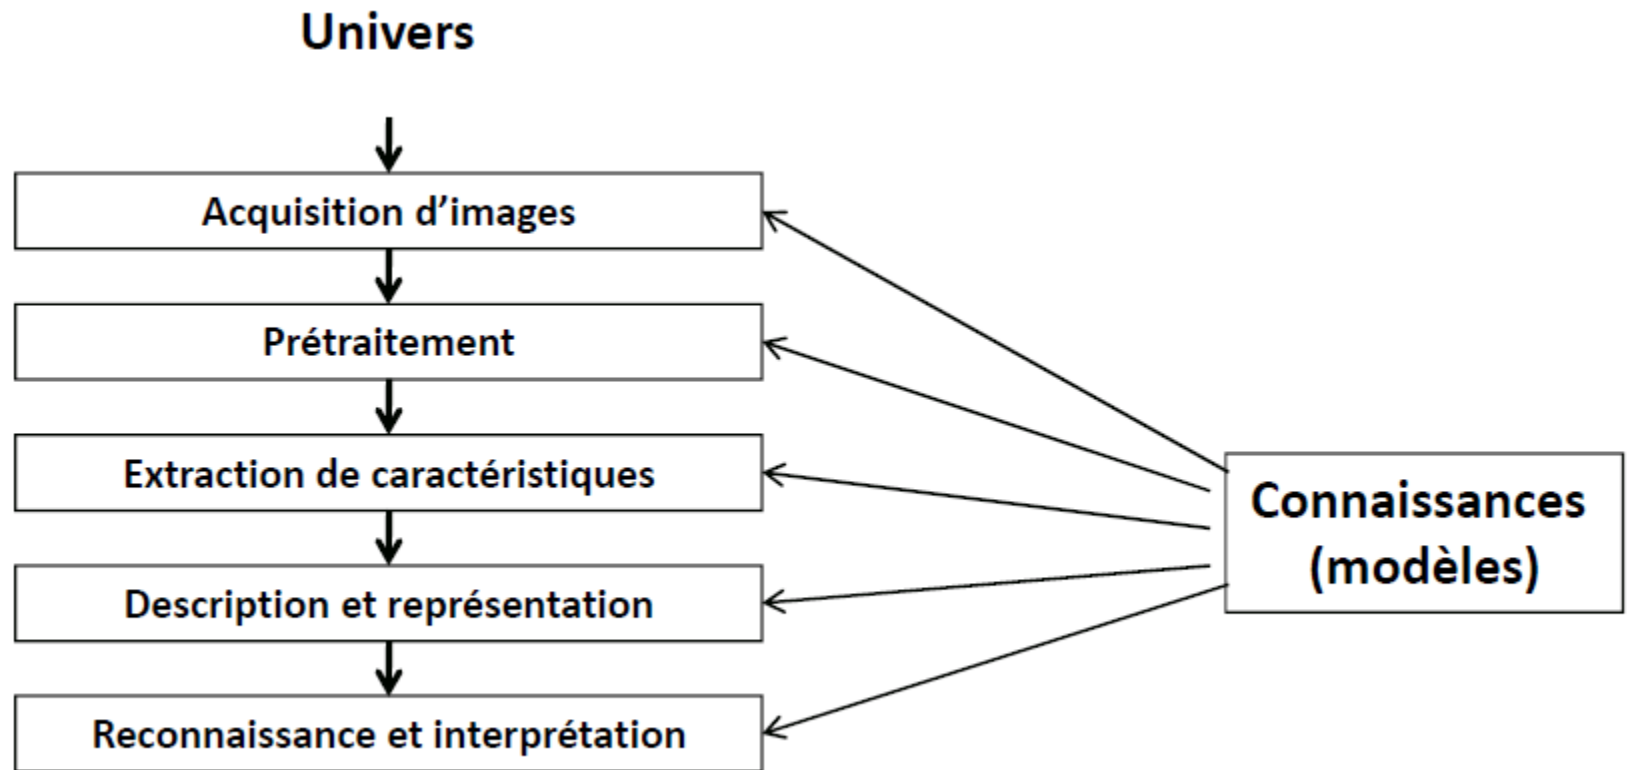 Univers
Acquisition d’images
Prétraitement
Extraction de caractéristiques
Description et représentation
Reconnaissance et interprétation
Connaissances
(modèles)